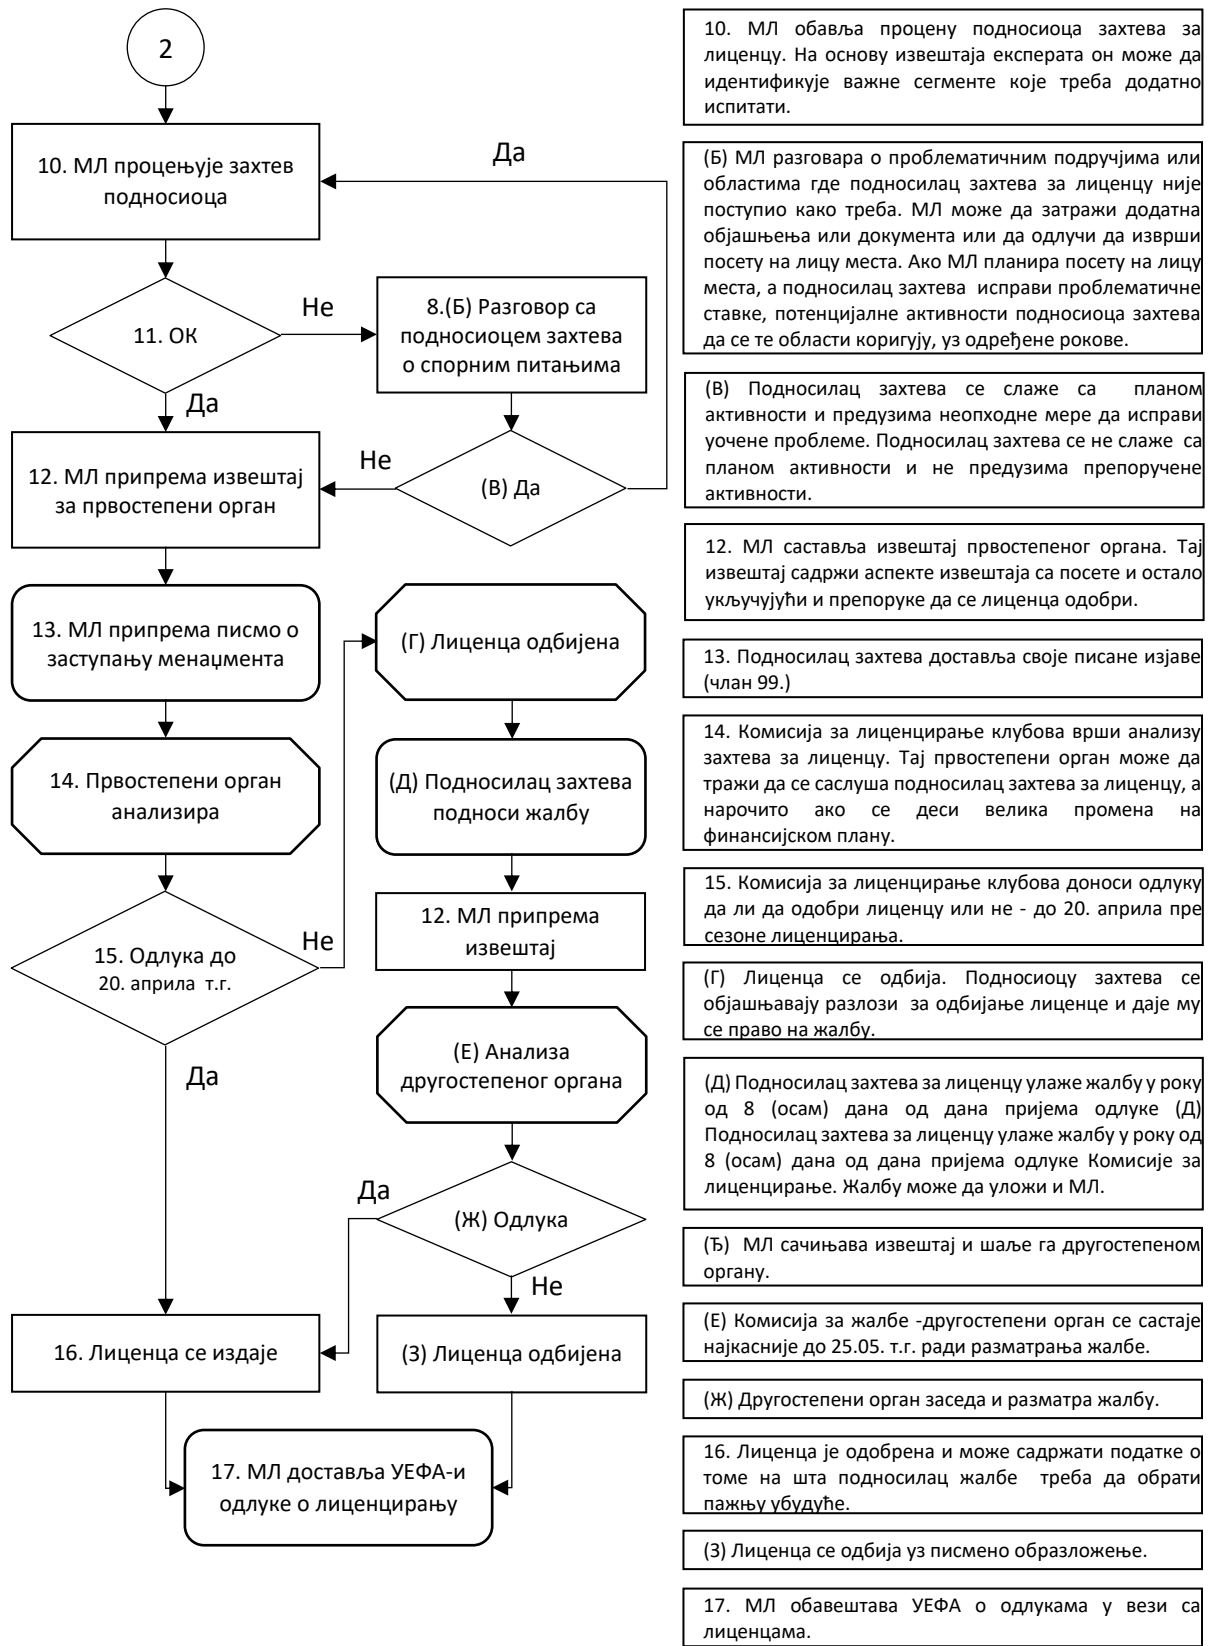 2
10. МЛ процењује захтев
подносиоца
Да
11. ОК
Не
8.(Б) Разговор са
подносиоцем захтева
о спорним питањима
Да
12. МЛ припрема извештај
за првостепени орган
Не
(В) Да
13. МЛ припрема писмо о
заступању менаџмента
(Г) Лиценца одбијена
14. Првостепени орган
анализира
(Д) Подносилац захтева
подноси жалбу
15. Одлука до
20. априла т.г.
Не
12. МЛ припрема
извештај
(Е) Анализа
другостепеног органа
Да
Да
(Ж) Одлука
Не
16. Лиценца се издаје
(З) Лиценца одбијена
17. МЛ доставља УЕФА-и
одлуке о лиценцирању
10. МЛ обавља процену подносиоца захтева за
лиценцу. На основу извештаја експерата он може да
идентификује важне сегменте које треба додатно
испитати.
(Б) МЛ разговара о проблематичним подручјима или
областима где подносилац захтева за лиценцу није
поступио како треба. МЛ може да затражи додатна
објашњења или документа или да одлучи да изврши
посету на лицу места. Ако МЛ планира посету на лицу
места, а подносилац захтева исправи проблематичне
ставке, потенцијалне активности подносиоца захтева
да се те области коригују, уз одређене рокове.
(В) Подносилац захтева се слаже са планом
активности и предузима неопходне мере да исправи
уочене проблеме. Подносилац захтева се не слаже са
планом активности и не предузима препоручене
активности.
12. МЛ саставља извештај првостепеног органа. Тај
извештај садржи аспекте извештаја са посете и остало
укључујући и препоруке да се лиценца одобри.
13. Подносилац захтева доставља своје писане изјаве
(члан 99.)
14. Комисија за лиценцирање клубова врши анализу
захтева за лиценцу. Тај првостепени орган може да
тражи да се саслуша подносилац захтева за лиценцу, а
нарочито ако се деси велика промена на
финансијском плану.
15. Комисија за лиценцирање клубова доноси одлуку
да ли да одобри лиценцу или не - до 20. априла пре
сезоне лиценцирања.
(Г) Лиценца се одбија. Подносиоцу захтева се
објашњавају разлози за одбијање лиценце и даје му
се право на жалбу.
(Д) Подносилац захтева за лиценцу улаже жалбу у року
од 8 (осам) дана од дана пријема одлуке (Д)
Подносилац захтева за лиценцу улаже жалбу у року од
8 (осам) дана од дана пријема одлуке Комисије за
лиценцирање. Жалбу може да уложи и МЛ.
(Ђ) МЛ сачињава извештај и шаље га другостепеном
органу.
(Е) Комисија за жалбе -другостепени орган се састаје
најкасније до 25.05. т.г. ради разматрања жалбе.
(Ж) Другостепени орган заседа и разматра жалбу.
16. Лиценца је одобрена и може садржати податке о
томе на шта подносилац жалбе треба да обрати
пажњу убудуће.
(З) Лиценца се одбија уз писмено образложење.
17. МЛ обавештава УЕФА о одлукама у вези са
лиценцама.